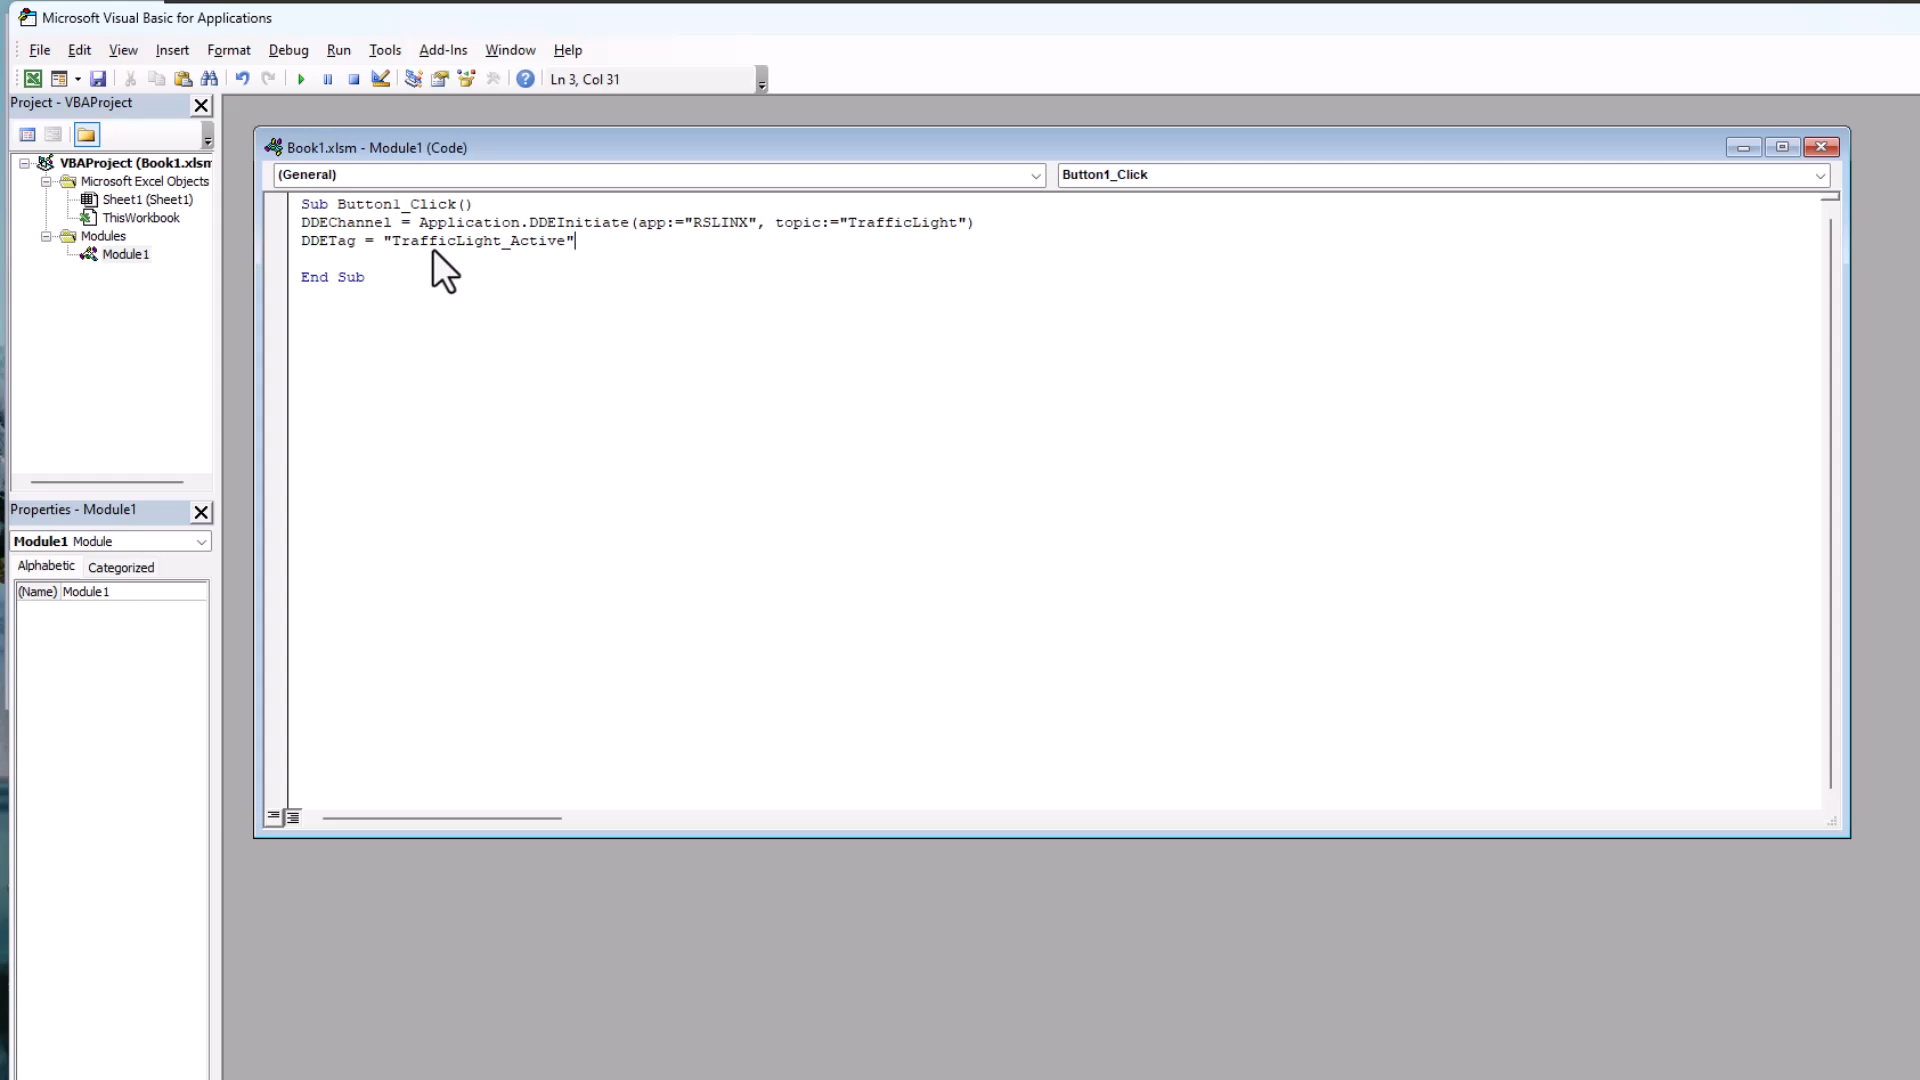 Microsoft Visual Basic for Applications
File Edit View Insert Format Debug Run Tools Add-Ins Window Help
Ln 3, Col 31
Project - VBAProject
VBAProject (Book1.xlsm
Microsoft Excel Objects
Sheet1 (Sheet1)
ThisWorkbook
Modules
Module1
Properties - Module1
Module1 Module
Alphabetic Categorized
(Name) Module1
Book1.xlsm - Module1 (Code)
(General) Button1_Click
Sub Button1_Click()
DDEChannel = Application.DDEInitiate(app:="RSLINX", topic:="TrafficLight")
DDETag = "TrafficLight_Active"
End Sub